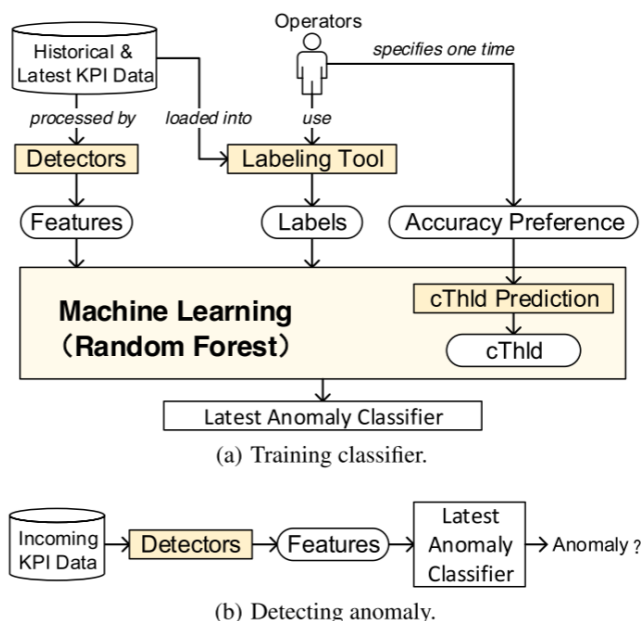 Operators
Historical &
Latest KPI Data
specifies one time
processed by
loaded into
use
Detectors
Labeling Tool
Features
Labels
Accuracy Preference
Machine Learning
(Random Forest)
cThld Prediction
cThld
Latest Anomaly Classifier
(a) Training classifier.
Incoming
KPI Data
Detectors
Features
Latest
Anomaly
Classifier
Anomaly?
(b) Detecting anomaly.